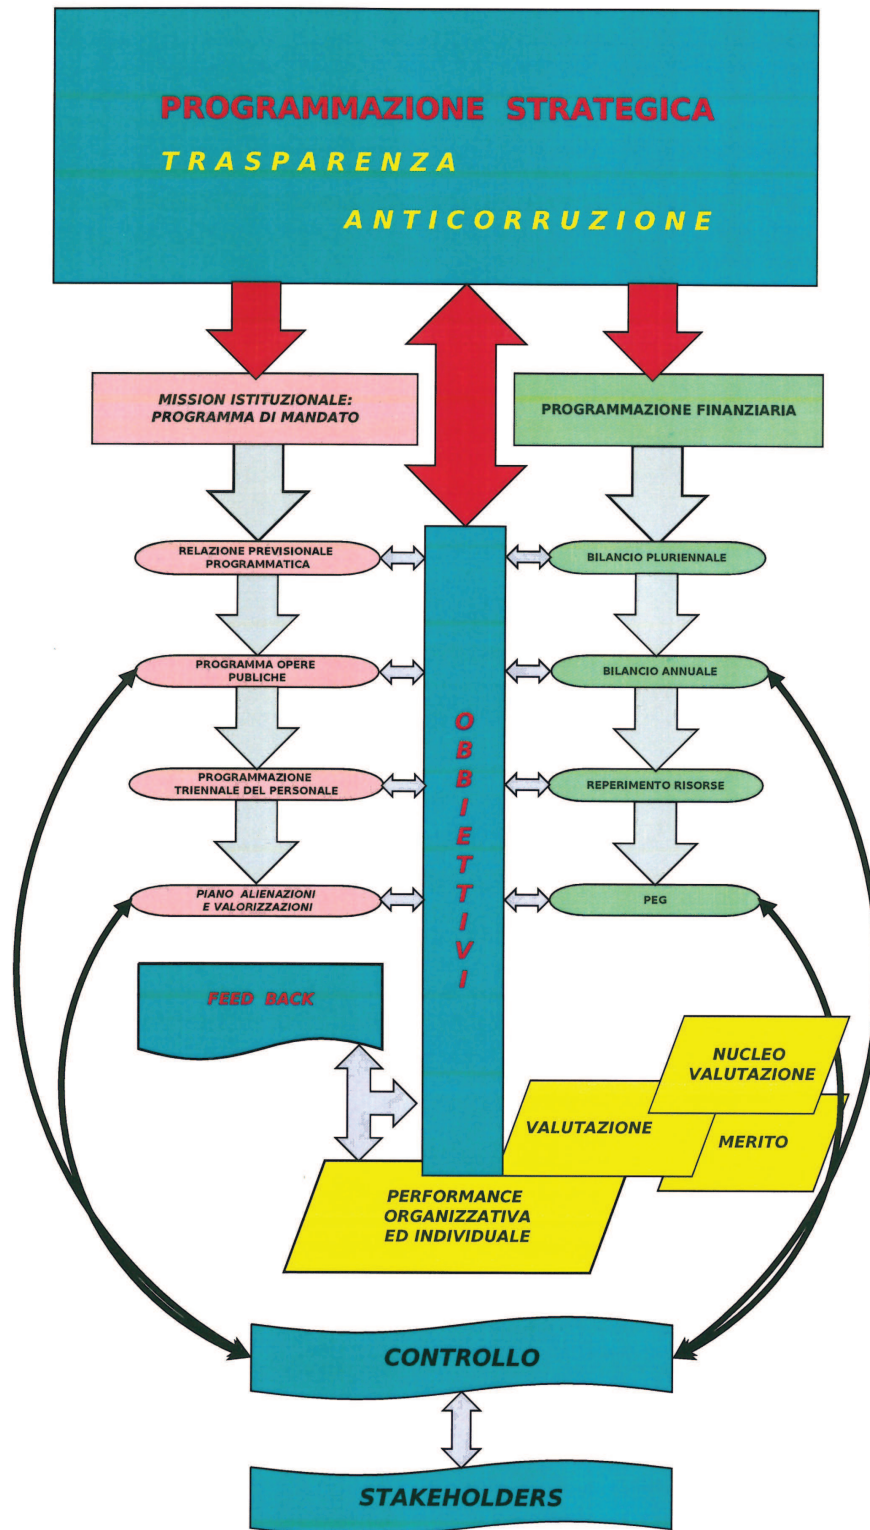 PROGRAMMAZIONE STRATEGICA
TRASPARENZA
ANTICORRUZIONE
MISSION ISTITUZIONALE:
PROGRAMMA DI MANDATO
PROGRAMMAZIONE FINANZIARIA
RELAZIONE PREVISIONALE
PROGRAMMATICA
BILANCIO PLURIENNALE
PROGRAMMA OPERE
PUBLICHE
BILANCIO ANNUALE
PROGRAMMAZIONE
TRIENNALE DEL PERSONALE
REPERIMENTO RISORSE
PIANO ALIENAZIONI
E VALORIZZAZIONI
PEG
OBBIETTIVI
FEED BACK
NUCLEO
VALUTAZIONE
VALUTAZIONE
MERITO
PERFORMANCE
ORGANIZZATIVA
ED INDIVIDUALE
CONTROLLO
STAKEHOLDERS